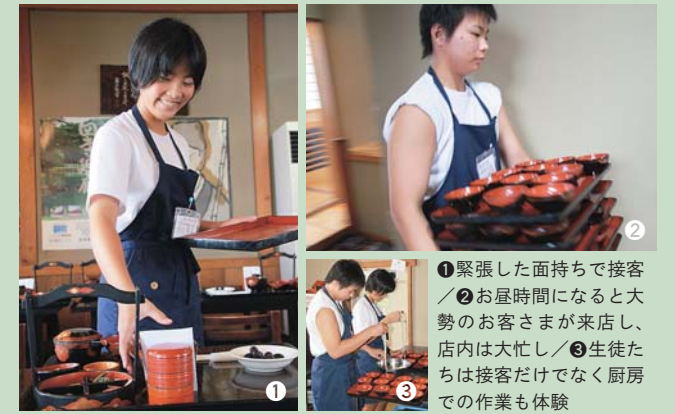 ①
②
③
❶緊張した面持ちで接客
／❷お昼時間になると大
勢のお客さまが来店し、
店内は大忙し／❸生徒た
ちは接客だけでなく厨房
での作業も体験